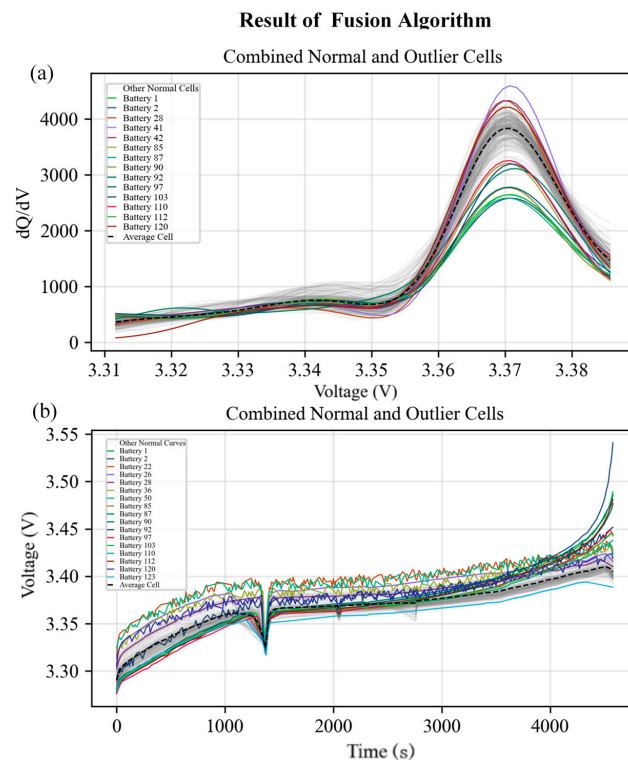 Result of Fusion Algorithm
(a)
Combined Normal and Outlier Cells
Other Normal Cells
Battery 1
Battery 2
Battery 28
Battery 41
Battery 42
Battery 85
Battery 87
Battery 90
Battery 92
Battery 97
Battery 103
Battery 110
Battery 112
Battery 120
Average Cell
dQ/dV
4000
3000
2000
1000
0
3.31 3.32 3.33 3.34 3.35 3.36 3.37 3.38
Voltage (V)
(b)
Combined Normal and Outlier Cells
Other Normal Curves
Battery 1
Battery 2
Battery 22
Battery 26
Battery 28
Battery 36
Battery 50
Battery 85
Battery 87
Battery 90
Battery 92
Battery 97
Battery 103
Battery 110
Battery 112
Battery 120
Battery 123
Average Cell
Voltage (V)
3.55
3.50
3.45
3.40
3.35
3.30
0 1000 2000 3000 4000
Time (s)